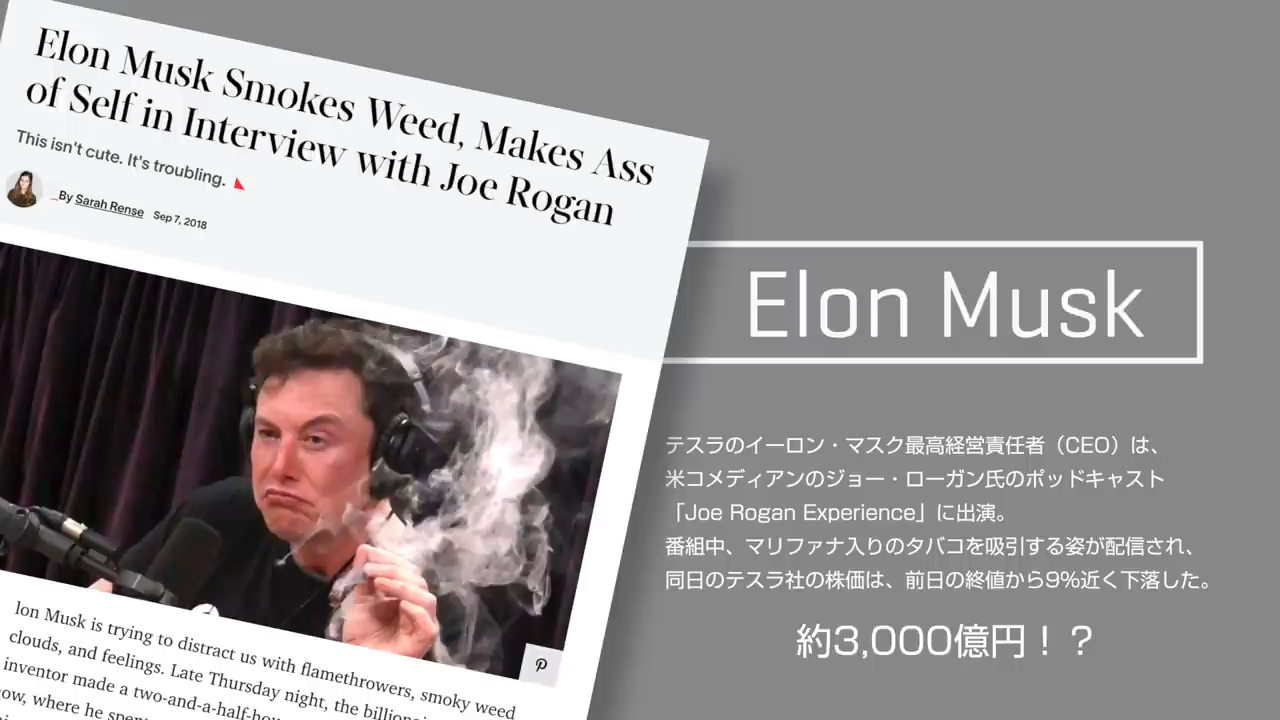 Elon Musk Smokes Weed, Makes Ass
of Self in Interview with Joe Rogan
This isn't cute. It's troubling.
By Sarah Rense Sep 7, 2018
Elon Musk
テスラのイーロン・マスク最高経営責任者（CEO）は、
米コメディアンのジョー・ローガン氏のポッドキャスト
「Joe Rogan Experience」に出演。
番組中、マリファナ入りのタバコを吸引する姿が配信され、
同日のテスラ社の株価は、前日の終値から9%近く下落した。
約3,000億円！？
lon Musk is trying to distract us with flamethrowers, smoky weed
clouds, and feelings. Late Thursday night, the
inventor made a two-and-a-half-
where he